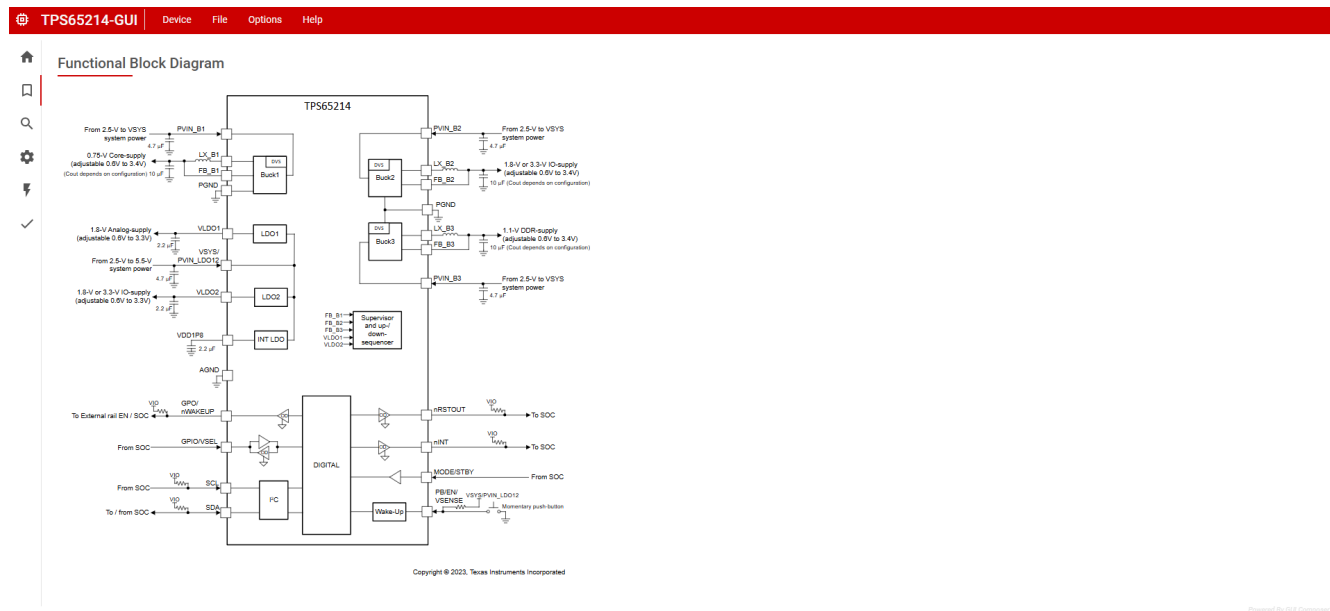 TPS65214-GUI
Device
File
Options
Help
Functional Block Diagram
TPS65214
From 2.5-V to VSYS
system power
PVIN_B1
4.7 µF
0.75-V Core-supply
(adjustable 0.6V to 3.4V)
(Cout depends on configuration) 10 µF
LX_B1
FB_B1
PGND
DVS
Buck1
1.8-V Analog-supply
(adjustable 0.6V to 3.3V)
2.2 µF
VLDO1
LDO1
From 2.5-V to 5.5-V
system power
VSYS/
PVIN_LDO12
4.7 µF
1.8-V or 3.3-V IO-supply
(adjustable 0.6V to 3.3V)
2.2 µF
VLDO2
LDO2
VDD1P8
2.2 µF
INT LDO
AGND
PVIN_B2
From 2.5-V to VSYS
system power
4.7 µF
DVS
Buck2
LX_B2
FB_B2
1.8-V or 3.3-V IO-supply
(adjustable 0.6V to 3.4V)
10 µF (Cout depends on configuration)
PGND
DVS
Buck3
LX_B3
FB_B3
1.1-V DDR-supply
(adjustable 0.6V to 3.4V)
10 µF (Cout depends on configuration)
PVIN_B3
From 2.5-V to VSYS
system power
4.7 µF
FB_B1
FB_B2
FB_B3
VLDO1
VLDO2
Supervisor
and up-/
down-
sequencer
To External rail EN / SOC
VIO
GPO/
nWAKEUP
From SOC
GPIO/VSEL
From SOC
VIO
SCL
To / from SOC
VIO
SDA
I²C
DIGITAL
nRSTOUT
VIO
To SOC
nINT
VIO
To SOC
MODE/STBY
From SOC
Wake-Up
PB/EN/
VSENSE
VSYS/PVIN_LDO12
Momentary push-button
Copyright © 2023, Texas Instruments Incorporated